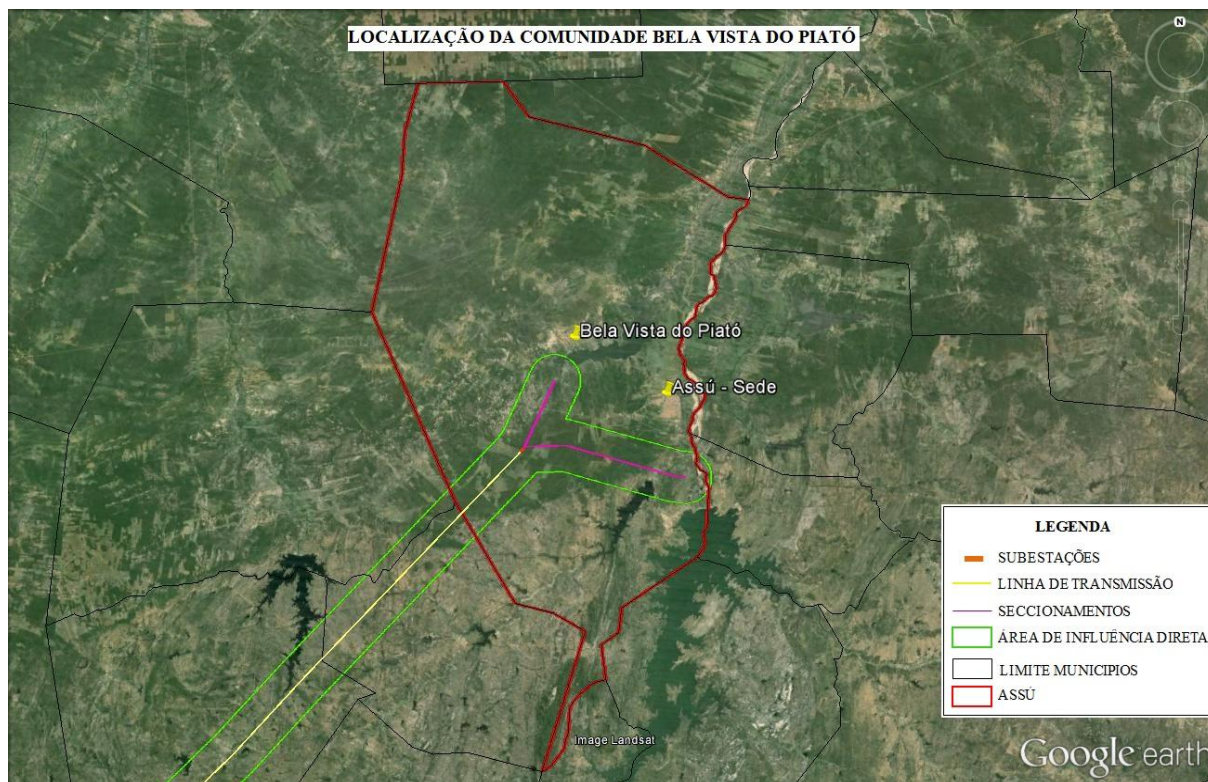 LOCALIZAÇÃO DA COMUNIDADE BELA VISTA DO PIATÓ
N
Bela Vista do Piató
Assú - Sede
LEGENDA
SUBESTAÇÕES
LINHA DE TRANSMISSÃO
SECCIONAMENTOS
ÁREA DE INFLUÊNCIA DIRETA
LIMITE MUNICIPIOS
ASSÚ
Image Landsat
Google earth